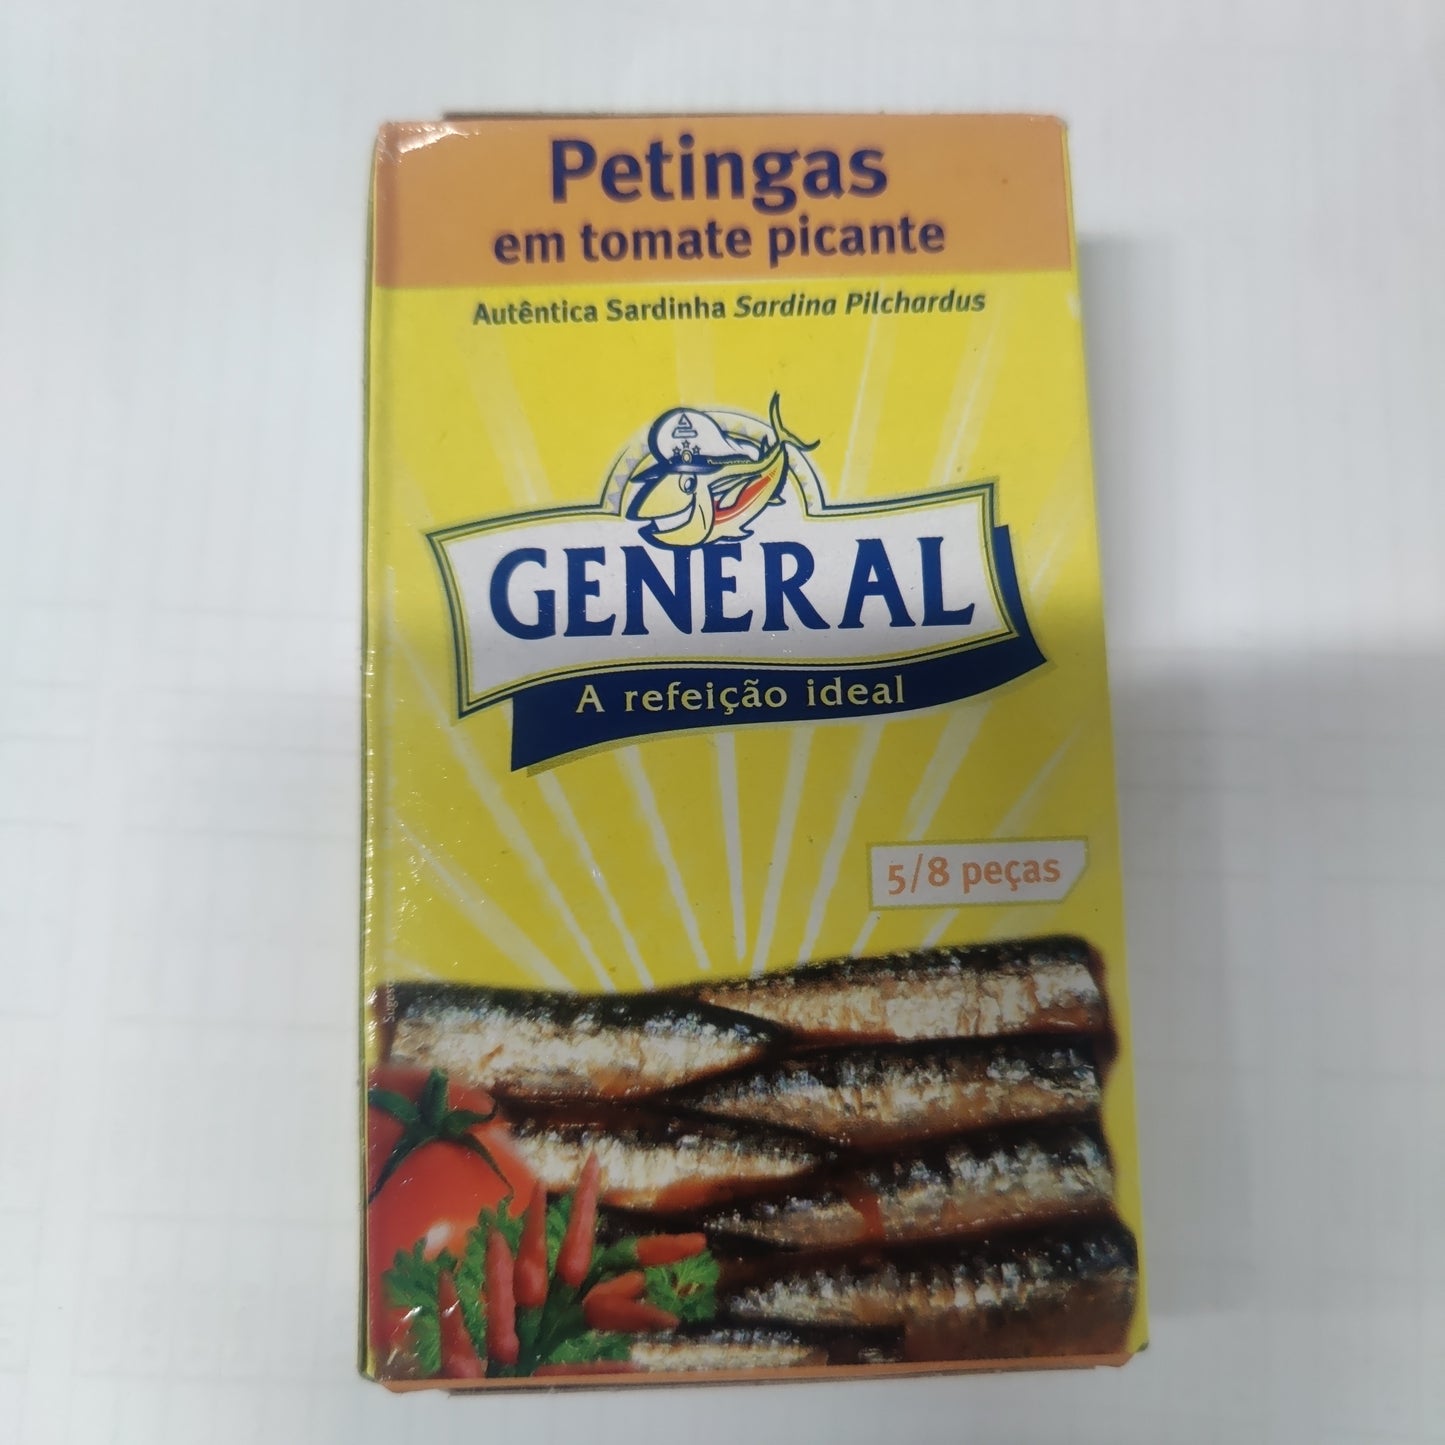 Petingas
em tomate picante
Autêntica Sardinha Sardina Pilchardus
GENERAL
A refeição ideal
5/8 peças